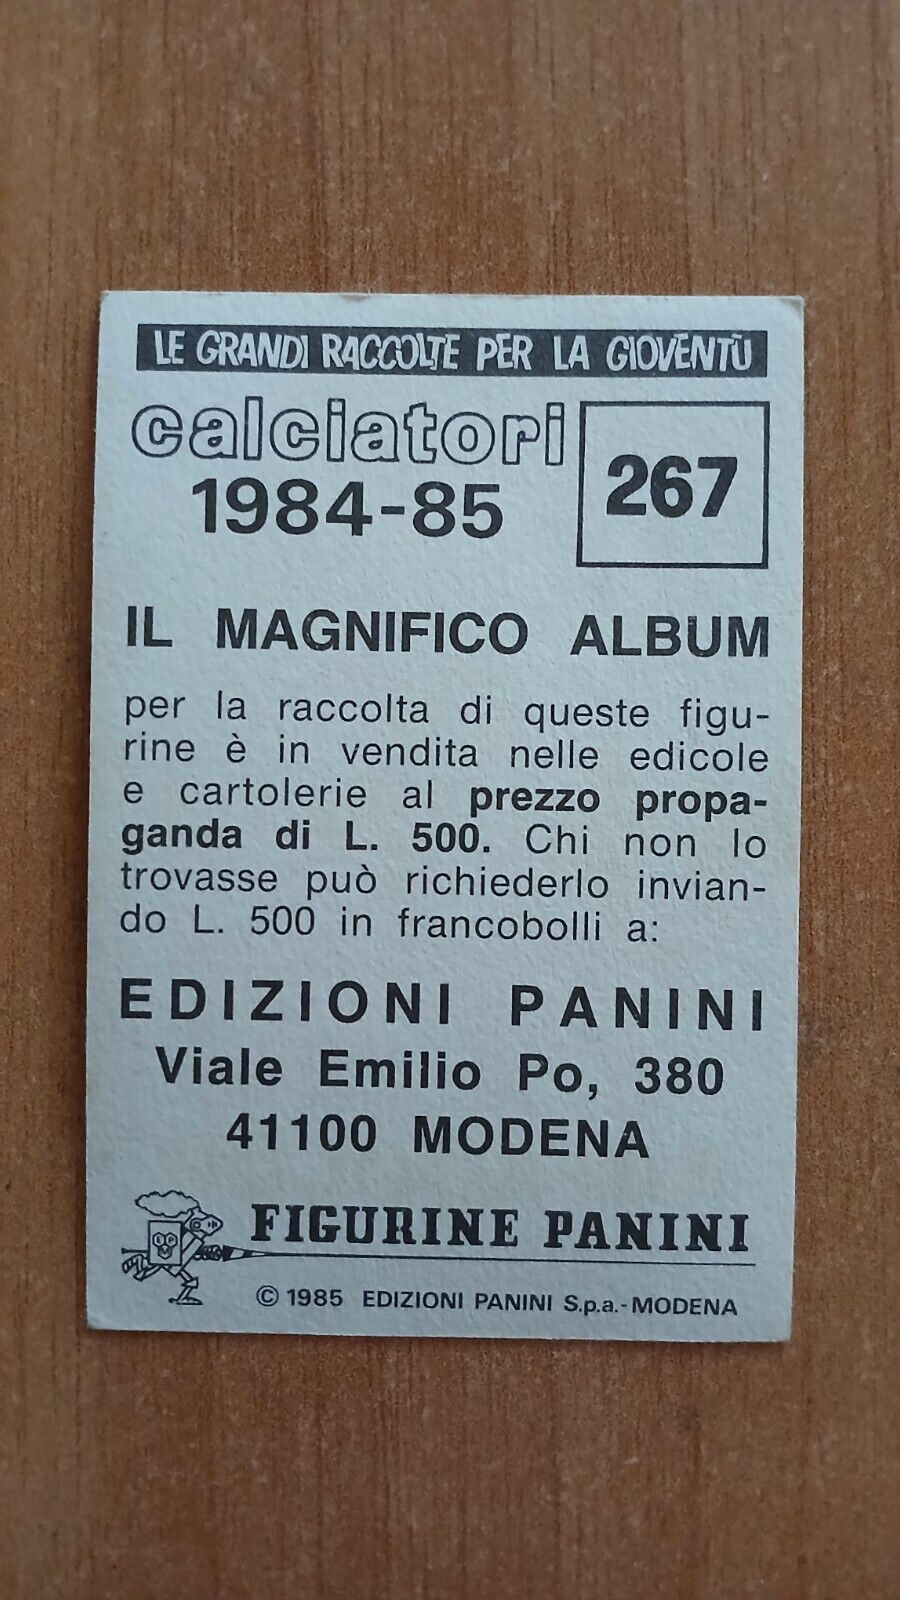 LE GRANDI RACCOLTE PER LA GIOVENTÙ
calciatori
1984-85
267
IL MAGNIFICO ALBUM
per la raccolta di queste figu-
rine è in vendita nelle edicole
e cartolerie al prezzo propa-
ganda di L. 500. Chi non lo
trovasse può richiederlo invian-
do L. 500 in francobolli a:
EDIZIONI PANINI
Viale Emilio Po, 380
41100 MODENA
FIGURINE PANINI
© 1985 EDIZIONI PANINI S.p.a.-MODENA